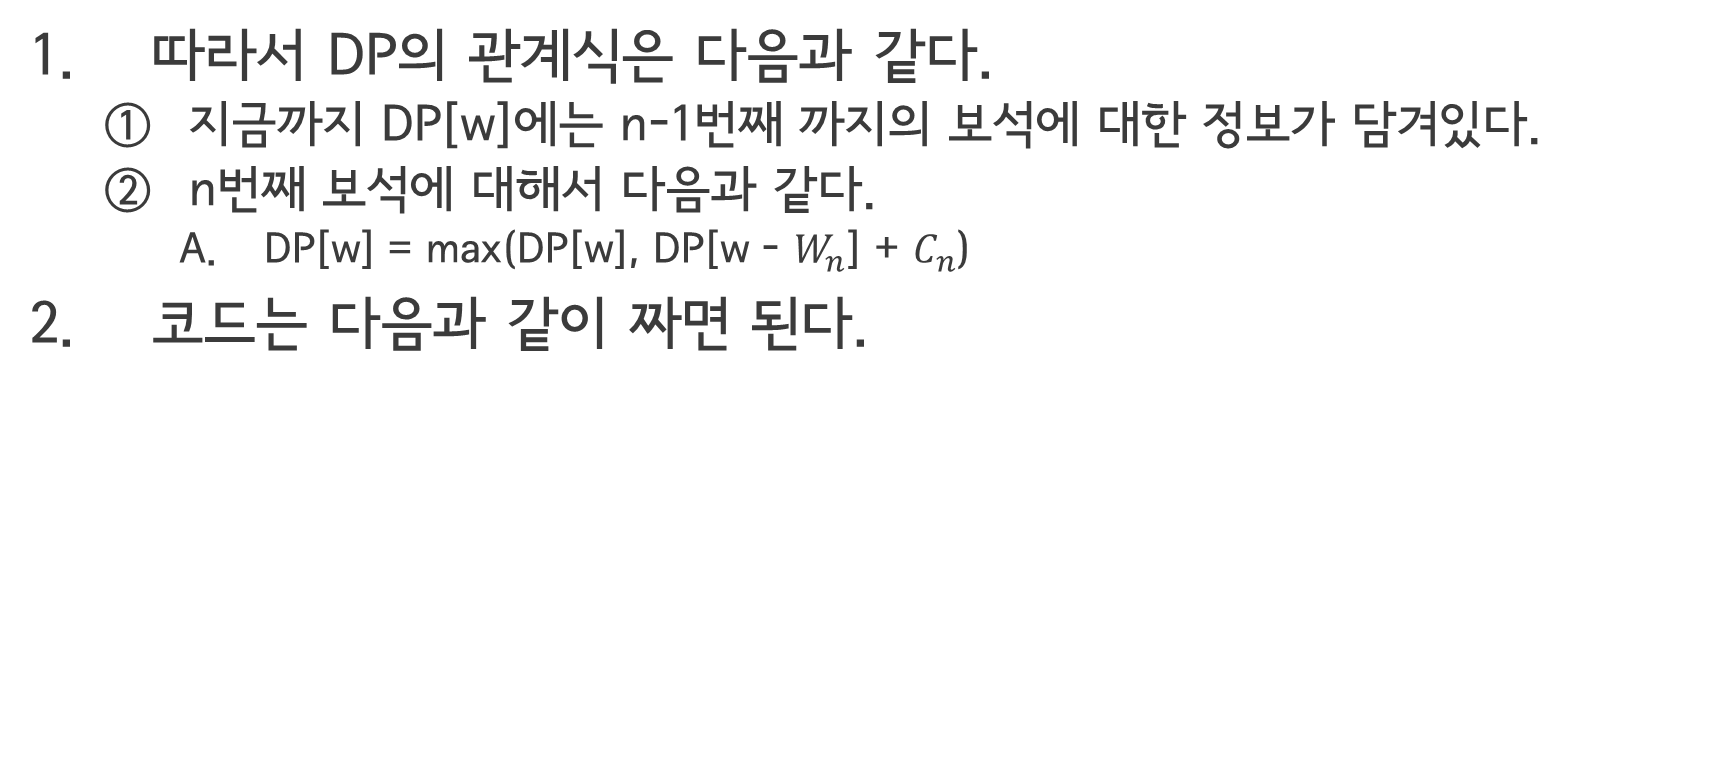 1. 따라서 DP의 관계식은 다음과 같다.
① 지금까지 DP[w]에는 n-1번째 까지의 보석에 대한 정보가 담겨있다.
② n번째 보석에 대해서 다음과 같다.
A. DP[w] = max(DP[w], DP[w - Wₙ] + Cₙ)
2. 코드는 다음과 같이 짜면 된다.